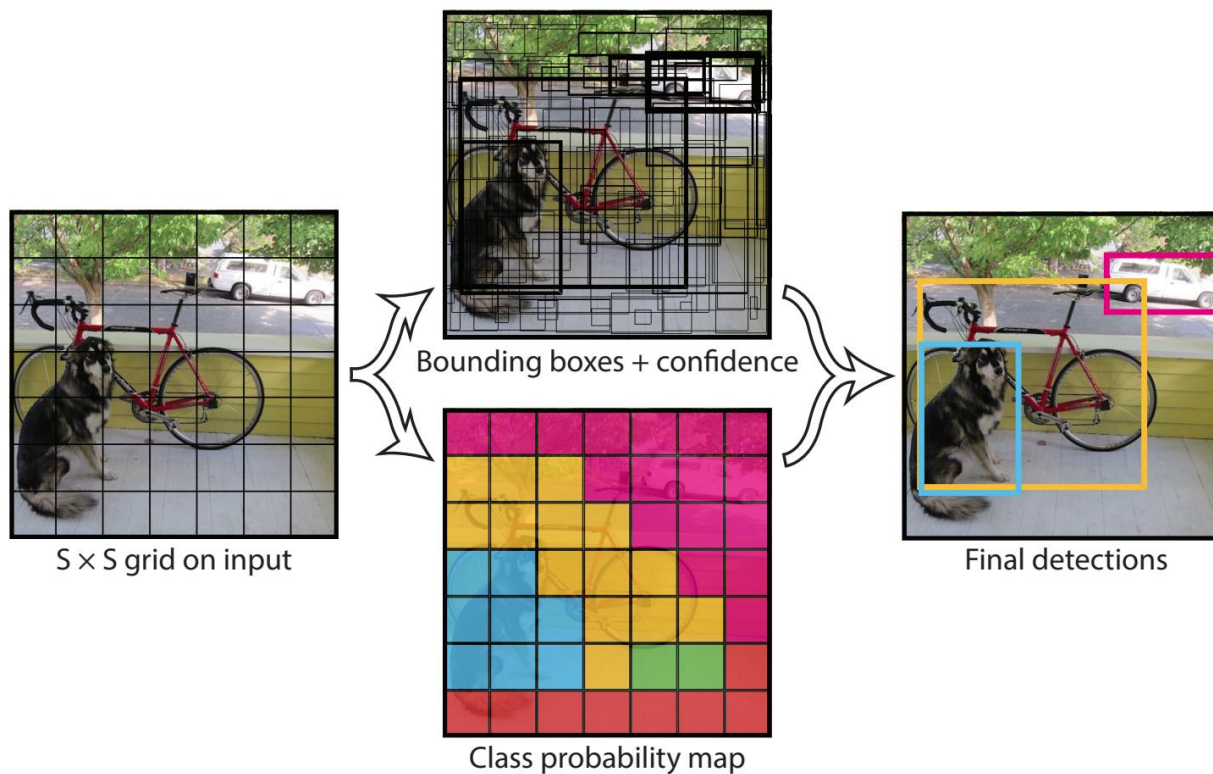 S × S grid on input
Bounding boxes + confidence
Class probability map
Final detections